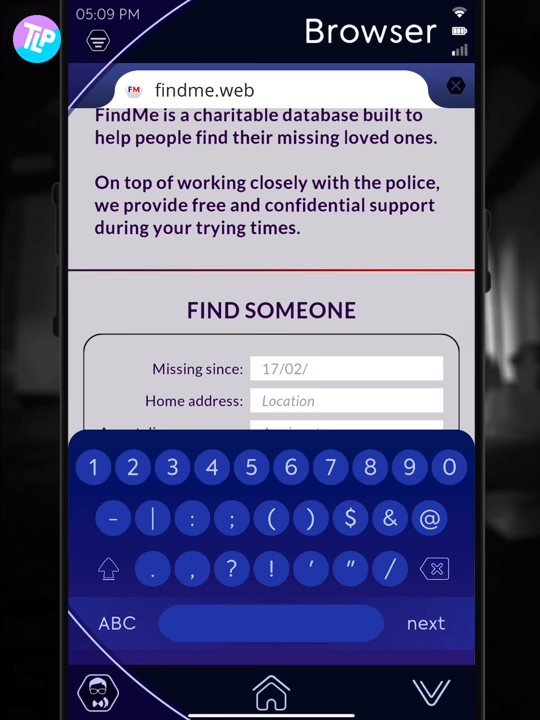 TLP
05:09 PM
Browser
FM findme.web
FindMe is a charitable database built to
help people find their missing loved ones.
On top of working closely with the police,
we provide free and confidential support
during your trying times.
FIND SOMEONE
Missing since: 17/02/
Home address: Location
1 2 3 4 5 6 7 8 9 0
- | : ; ( ) $ & @
. , ? ! ' " /
ABC next